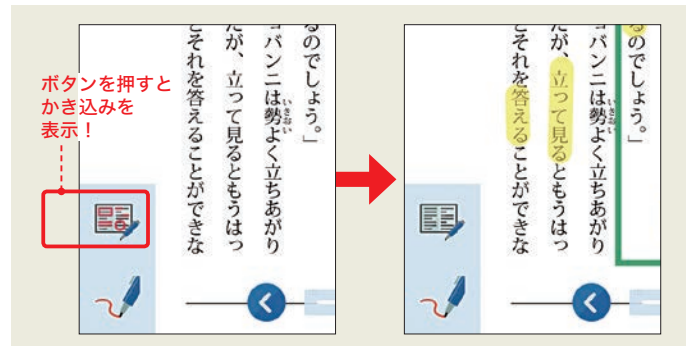 ボタンを押すと
かき込みを
表示！
るのでしょう。」
ョバンニは勢よく立ちあがり
いきおい
たが、立って見るともうはっ
とそれを答えることができな
るのでしょう。」
ョバンニは勢よく立ちあがり
いきおい
たが、立って見るともうはっ
とそれを答えることができな